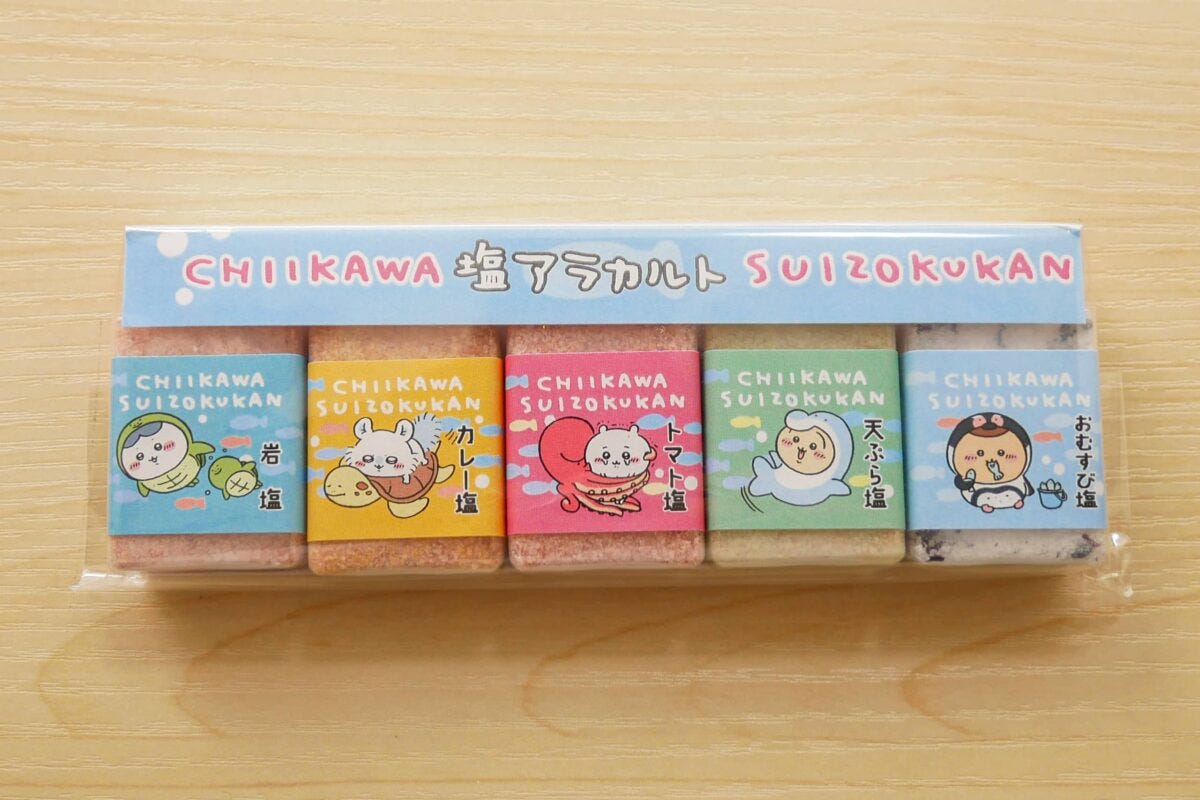 CHIIKAWA 塩アラカルト SUIZOKUKAN
CHIIKAWA
SUIZOKUKAN
岩塩
CHIIKAWA
SUIZOKUKAN
カレー塩
CHIIKAWA
SUIZOKUKAN
トマト塩
CHIIKAWA
SUIZOKUKAN
天ぷら塩
CHIIKAWA
SUIZOKUKAN
おむすび塩